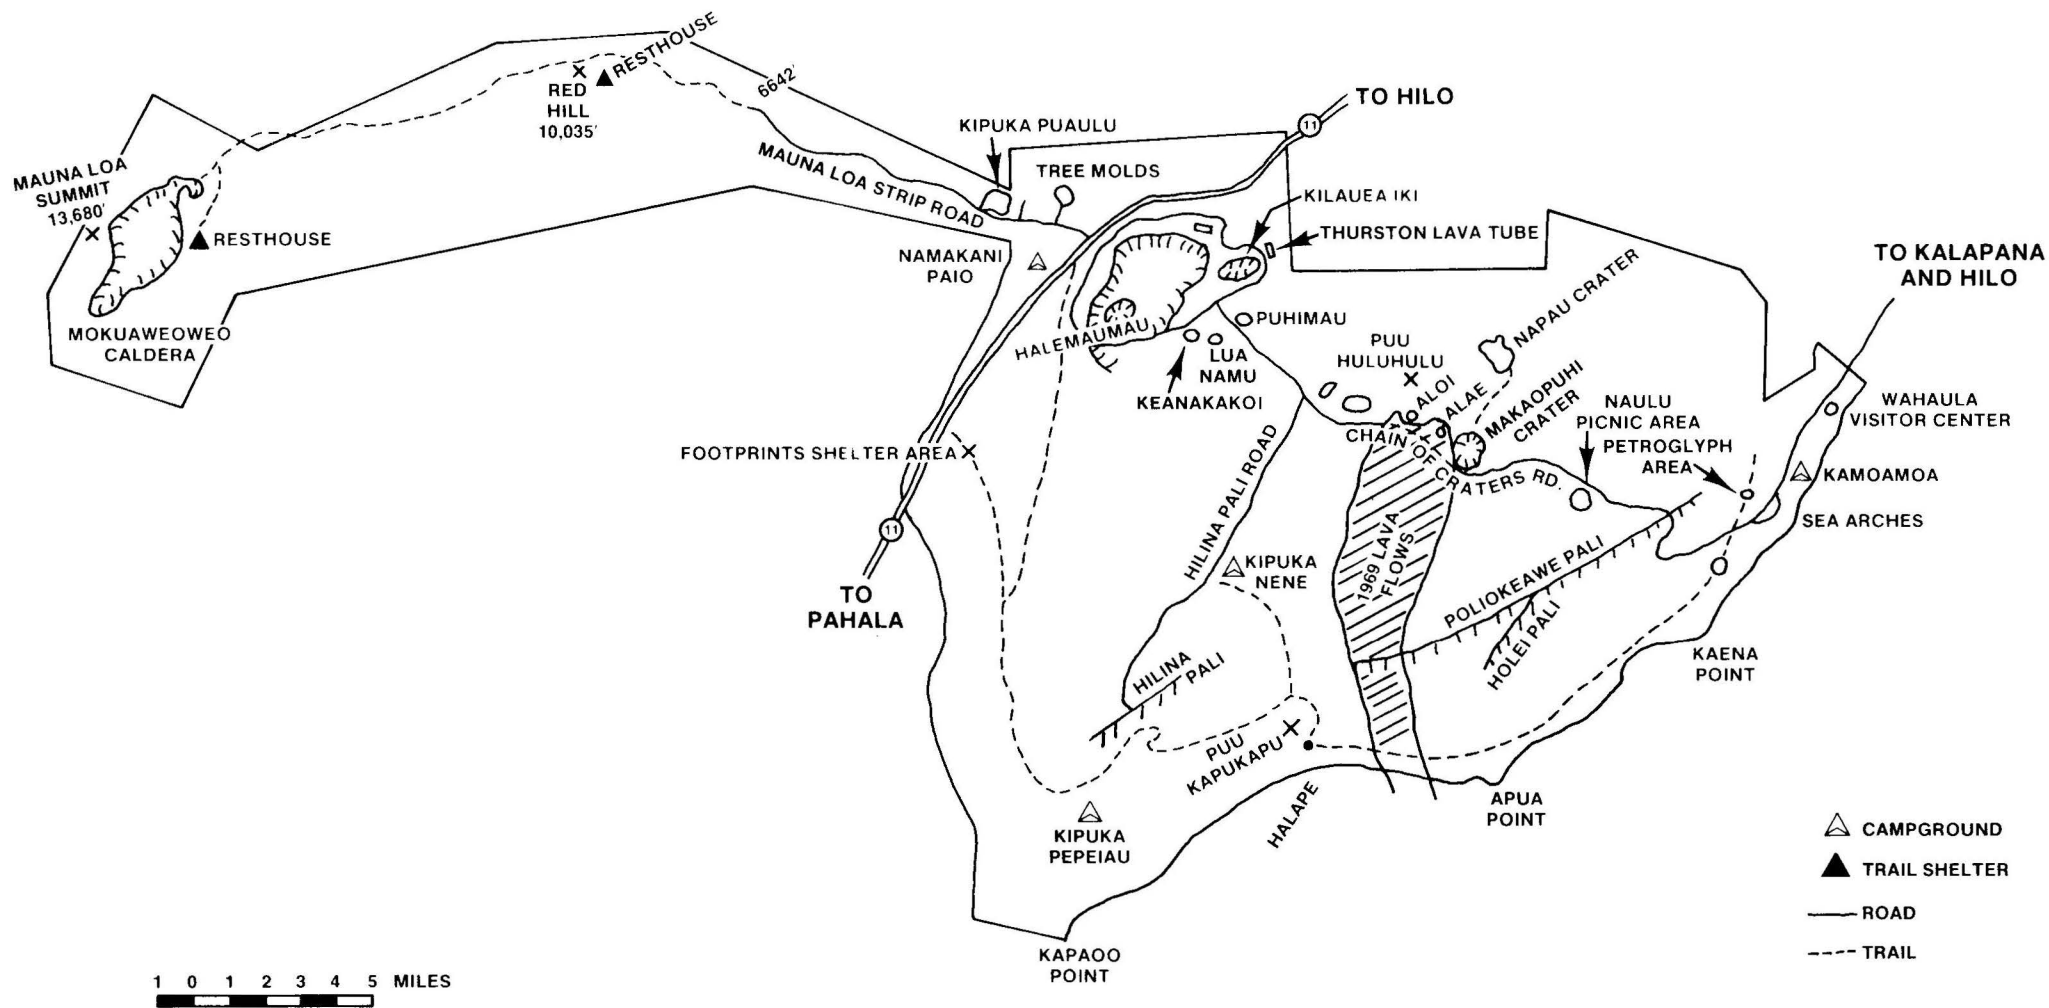 RESTHOUSE
RED
HILL
10,035'
6642'
TO HILO
11
KIPUKA PUAULU
TREE MOLDS
MAUNA LOA STRIP ROAD
MAUNA LOA
SUMMIT
13,680'
RESTHOUSE
MOKUAWEOWEO
CALDERA
NAMAKANI
PAIO
KILAUEA IKI
THURSTON LAVA TUBE
TO KALAPANA
AND HILO
HALEMAUMAU
PUHIMAU
LUA
NAMU
KEANAKAKOI
PUU
HULUHULU
ALOI
ALAE
NAPAU CRATER
MAKAOPUHI
CRATER
NAULU
PICNIC AREA
PETROGLYPH
AREA
WAHAULA
VISITOR CENTER
KAMOAMOA
SEA ARCHES
CHAIN OF CRATERS RD.
FOOTPRINTS SHELTER AREA
HILINA PALI ROAD
11
TO
PAHALA
KIPUKA
NENE
1969 LAVA
FLOWS
POLIOKEAWE PALI
HOLEI PALI
KAENA
POINT
HILINA
PALI
PUU
KAPUKAPU
HALAPE
APUA
POINT
KIPUKA
PEPEIAU
KAPAOO
POINT
CAMPGROUND
TRAIL SHELTER
ROAD
TRAIL
1 0 1 2 3 4 5 MILES